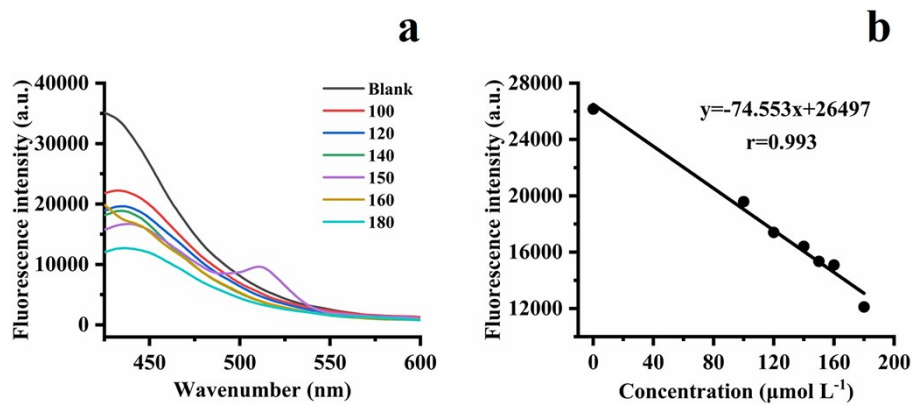 a
Fluorescence intensity (a.u.)
40000
30000
20000
10000
0
Blank
100
120
140
150
160
180
450
500
550
600
Wavenumber (nm)
b
Fluorescence intensity (a.u.)
28000
24000
20000
16000
12000
y=-74.553x+26497
r=0.993
0
40
80
120
160
200
Concentration (μmol L⁻¹)